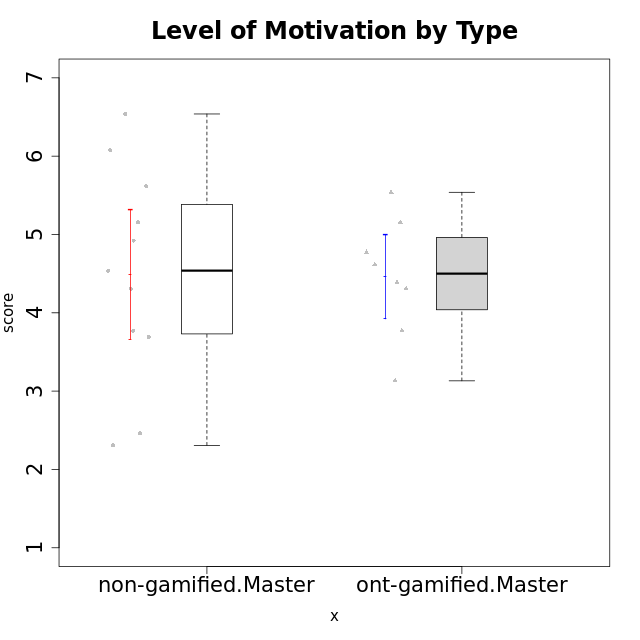 Level of Motivation by Type
7
6
5
4
3
2
1
score
non-gamified.Master
ont-gamified.Master
x